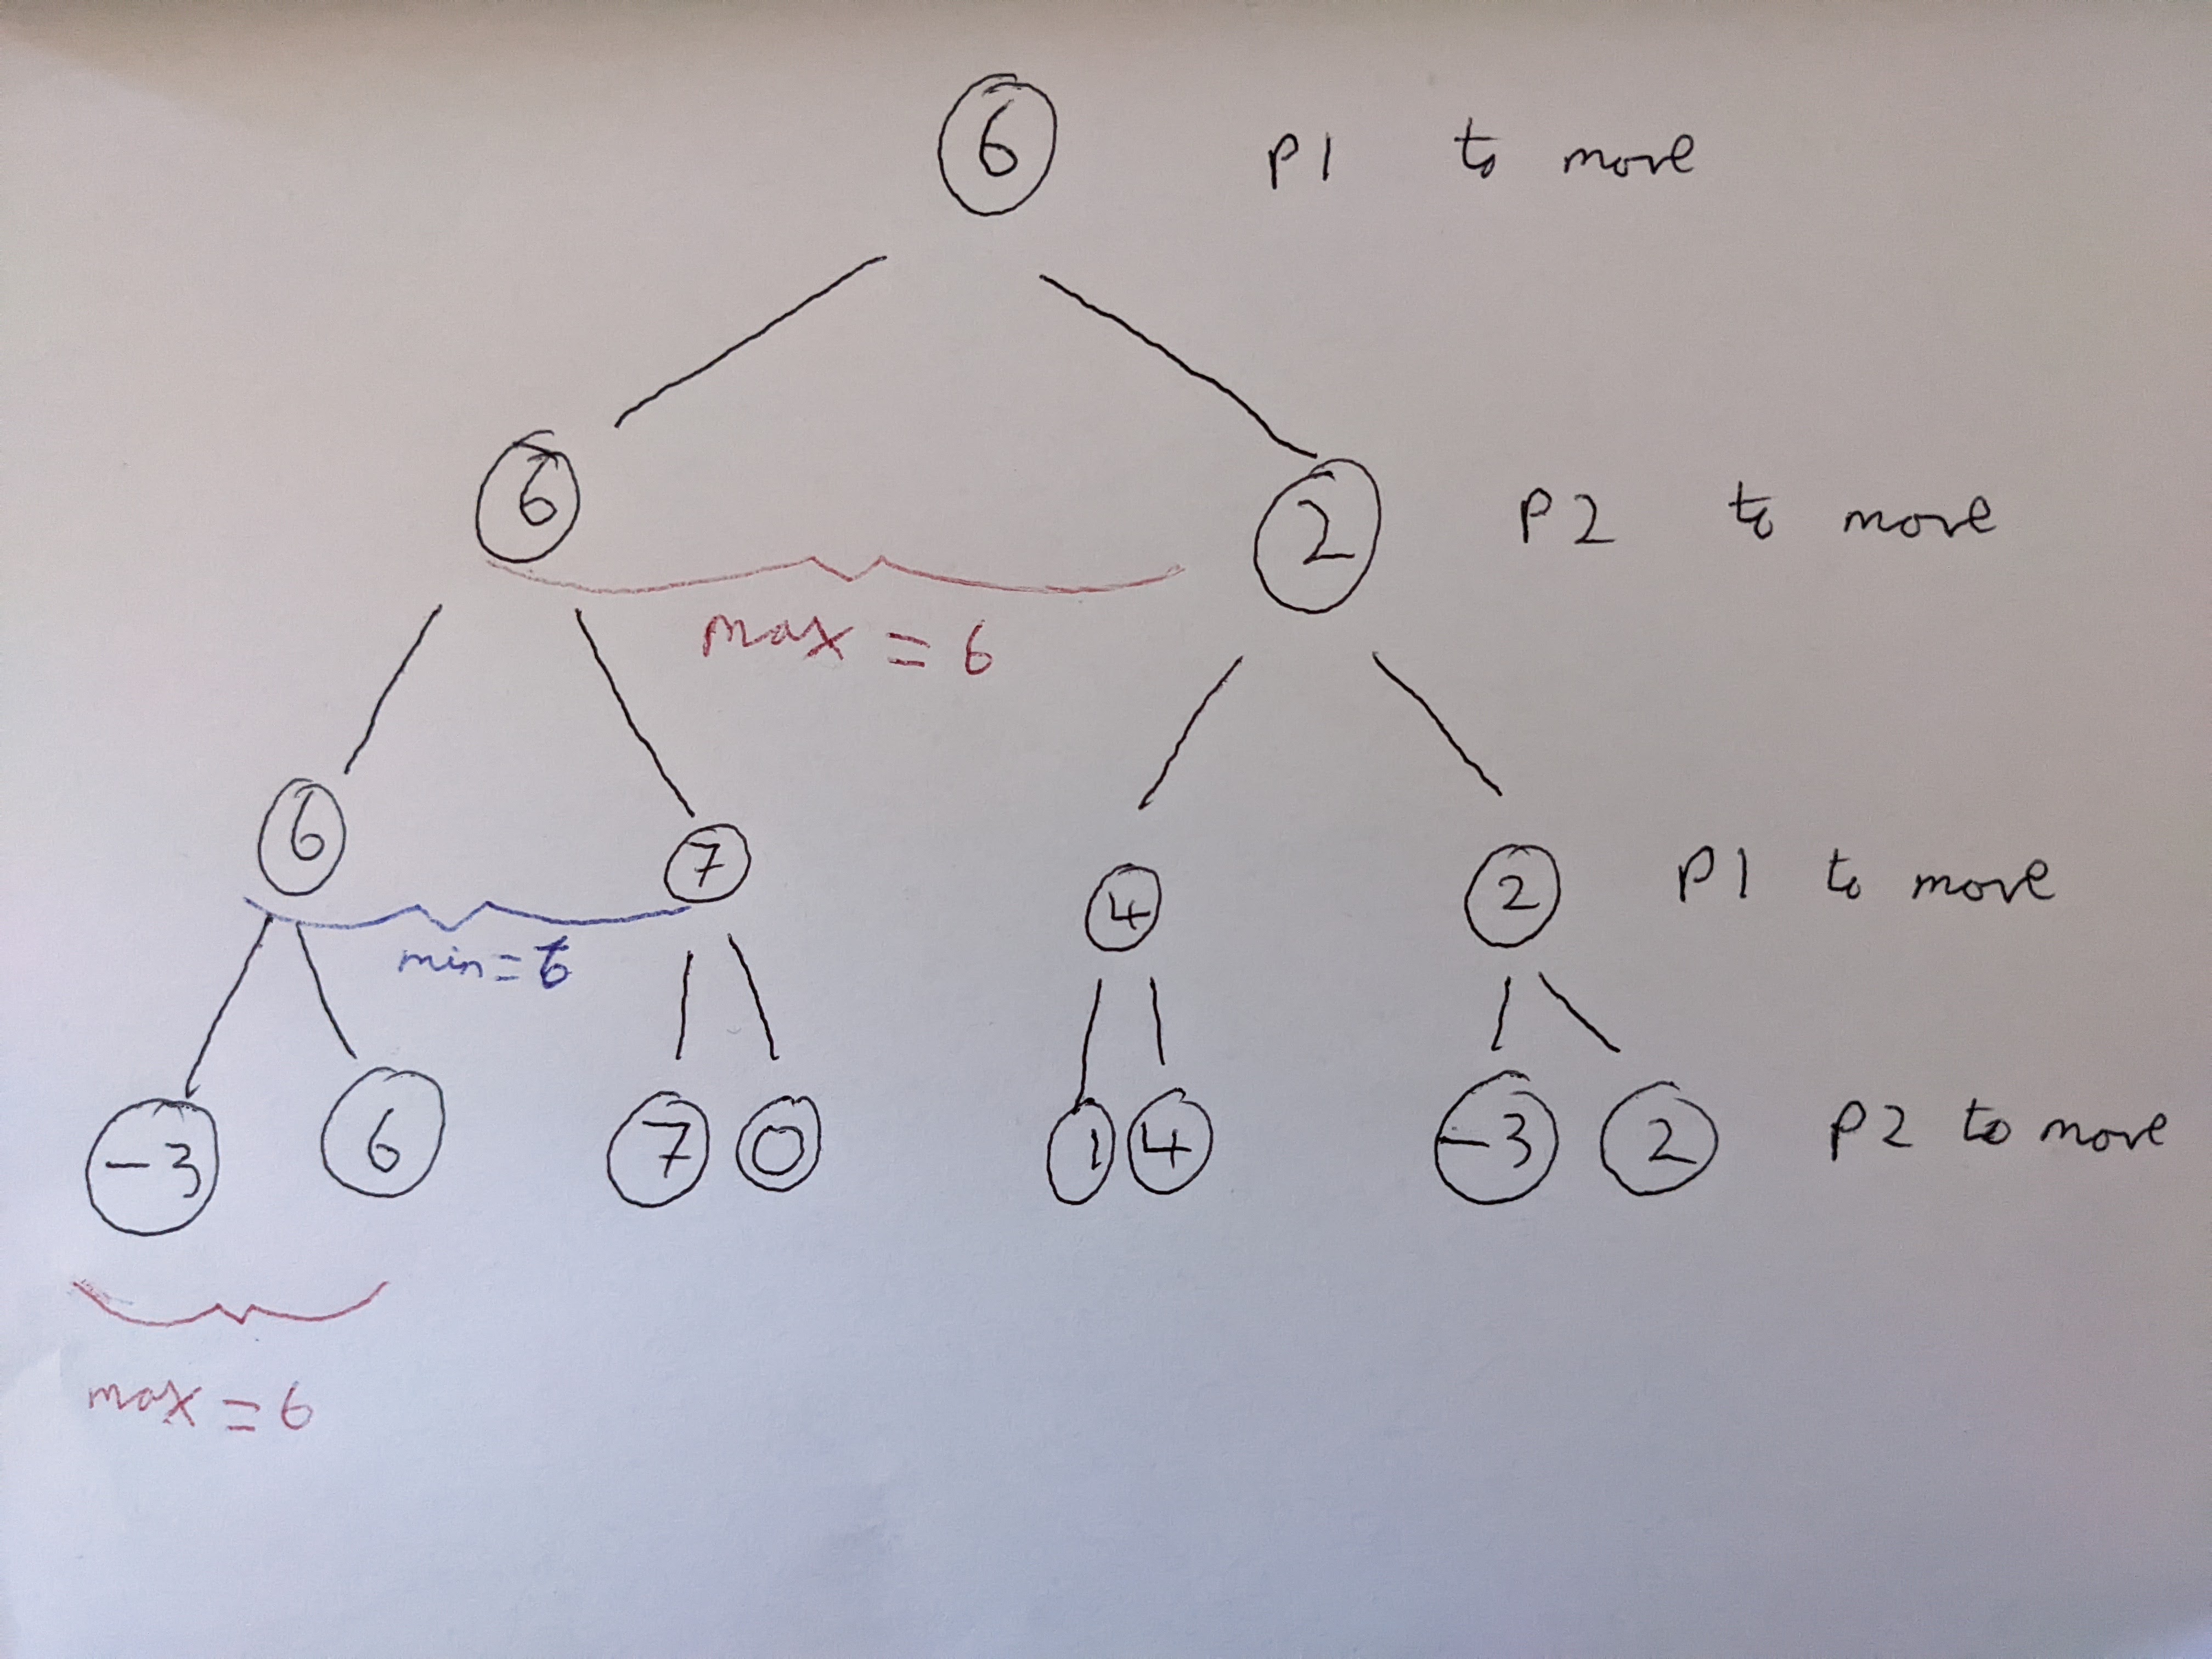 6 P1 to move
6 2 P2 to move
max = 6
6 7 4 2 P1 to move
min = 6
-3 6 7 0 1 4 -3 2 P2 to move
max = 6